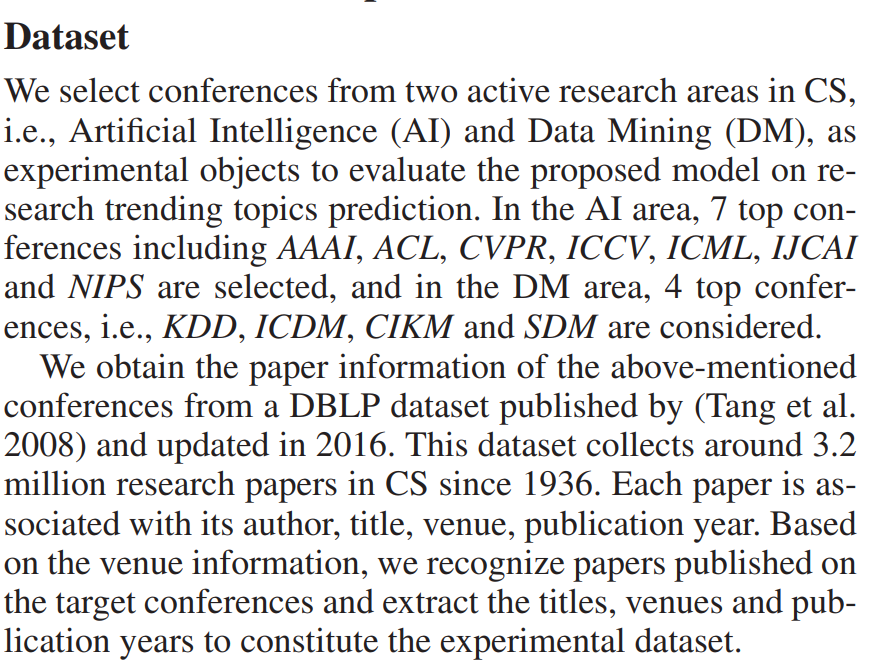 Dataset
We select conferences from two active research areas in CS,
i.e., Artificial Intelligence (AI) and Data Mining (DM), as
experimental objects to evaluate the proposed model on re-
search trending topics prediction. In the AI area, 7 top con-
ferences including AAAI, ACL, CVPR, ICCV, ICML, IJCAI
and NIPS are selected, and in the DM area, 4 top confer-
ences, i.e., KDD, ICDM, CIKM and SDM are considered.
We obtain the paper information of the above-mentioned
conferences from a DBLP dataset published by (Tang et al.
2008) and updated in 2016. This dataset collects around 3.2
million research papers in CS since 1936. Each paper is as-
sociated with its author, title, venue, publication year. Based
on the venue information, we recognize papers published on
the target conferences and extract the titles, venues and pub-
lication years to constitute the experimental dataset.